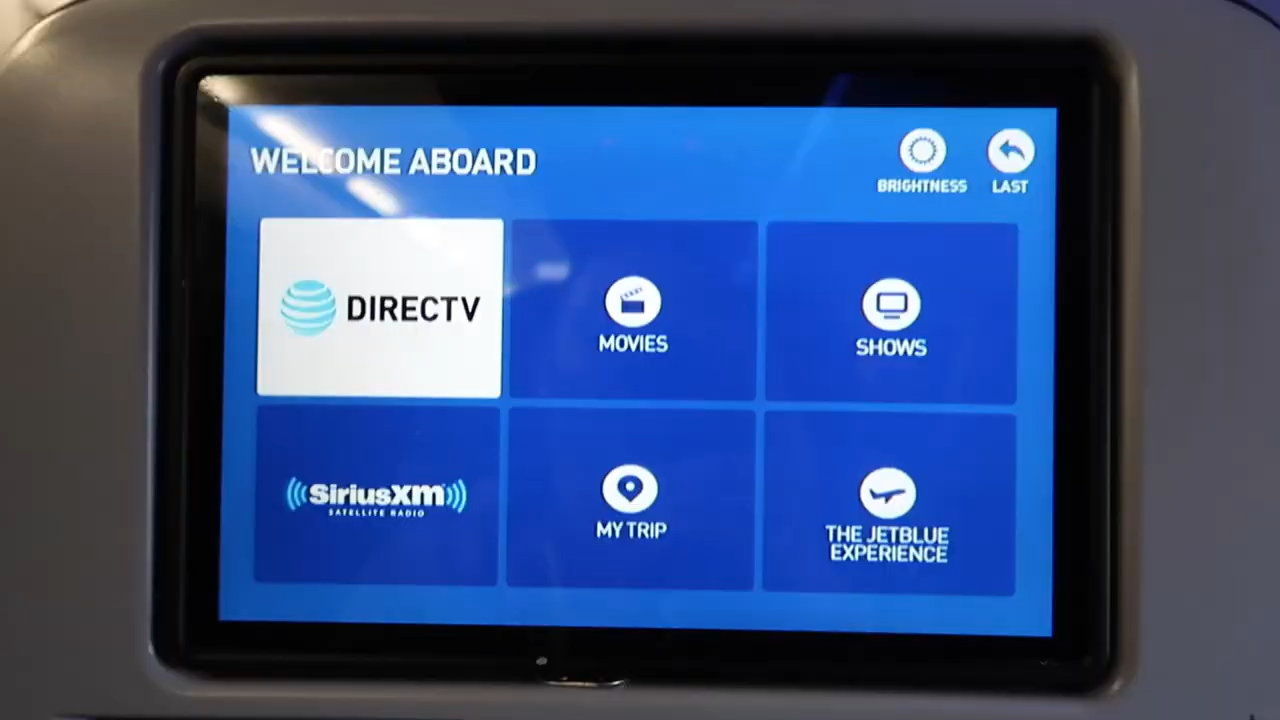 WELCOME ABOARD
BRIGHTNESS
LAST
DIRECTV
MOVIES
SHOWS
SiriusXM
SATELLITE RADIO
MY TRIP
THE JETBLUE
EXPERIENCE